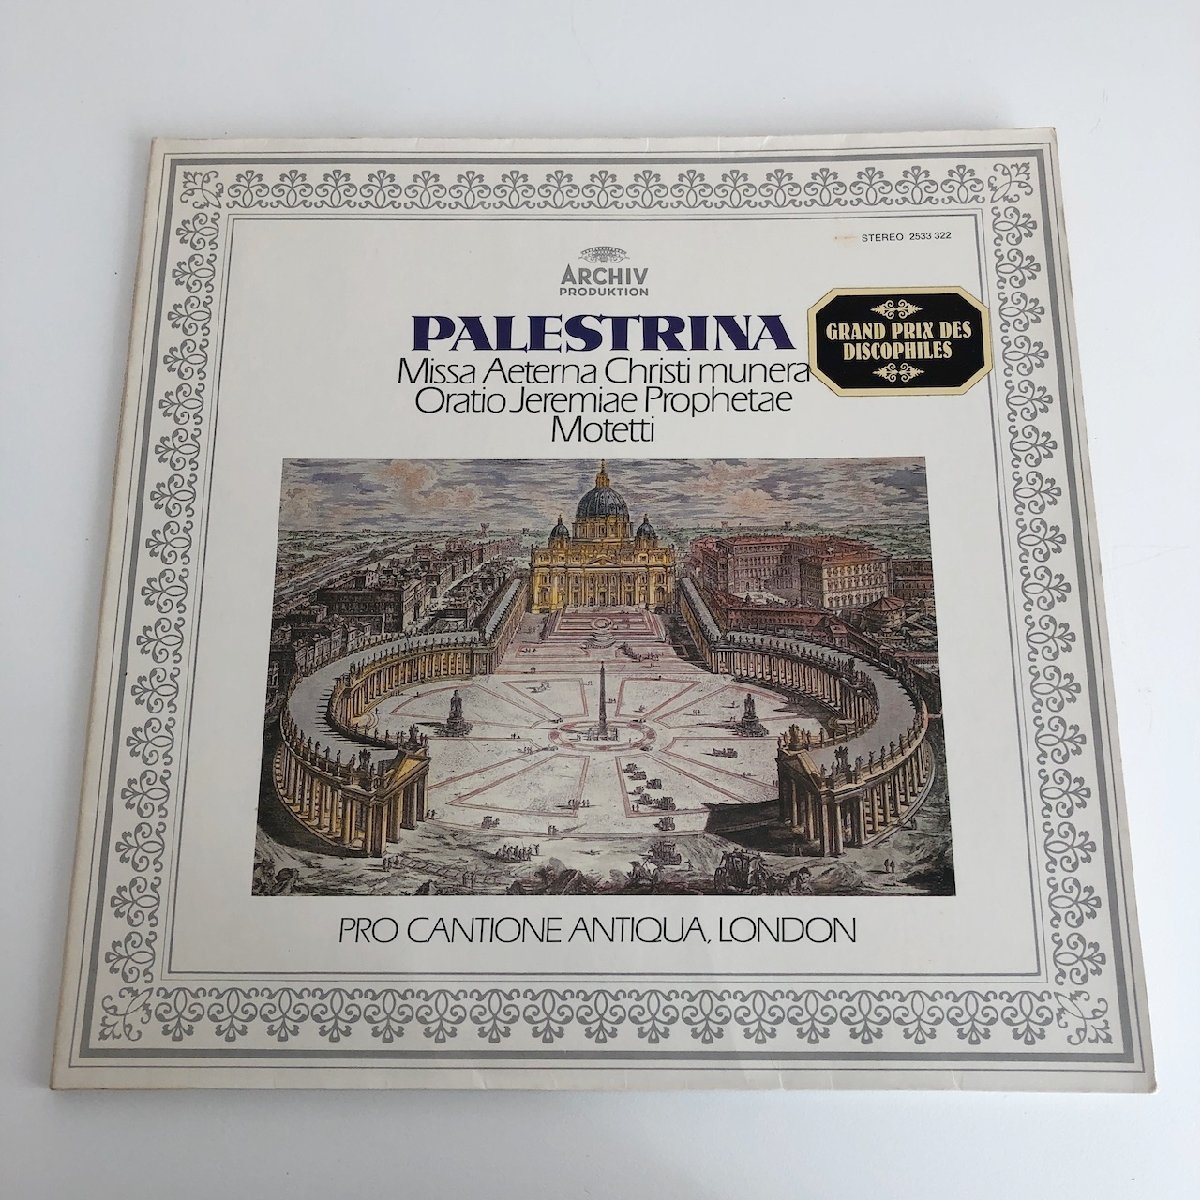 STEREO 2533 322
ARCHIV
PRODUKTION
PALESTRINA
Missa Aeterna Christi munera
Oratio Jeremiae Prophetae
Motetti
GRAND PRIX DES
DISCOPHILES
PRO CANTIONE ANTIQUA, LONDON